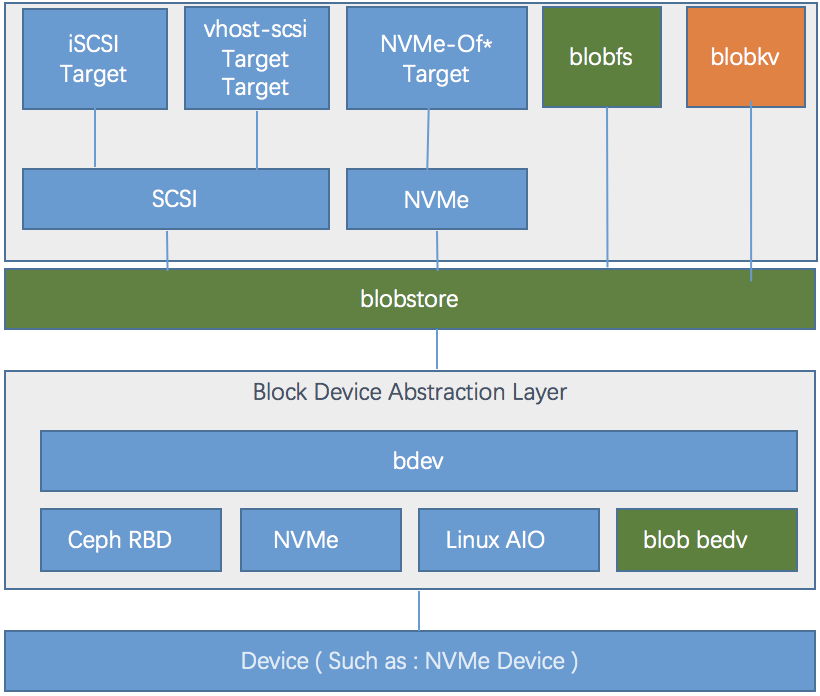 iSCSI
Target
vhost-scsi
Target
Target
NVMe-Of*
Target
blobfs
blobkv
SCSI
NVMe
blobstore
Block Device Abstraction Layer
bdev
Ceph RBD
NVMe
Linux AIO
blob bedv
Device ( Such as : NVMe Device )